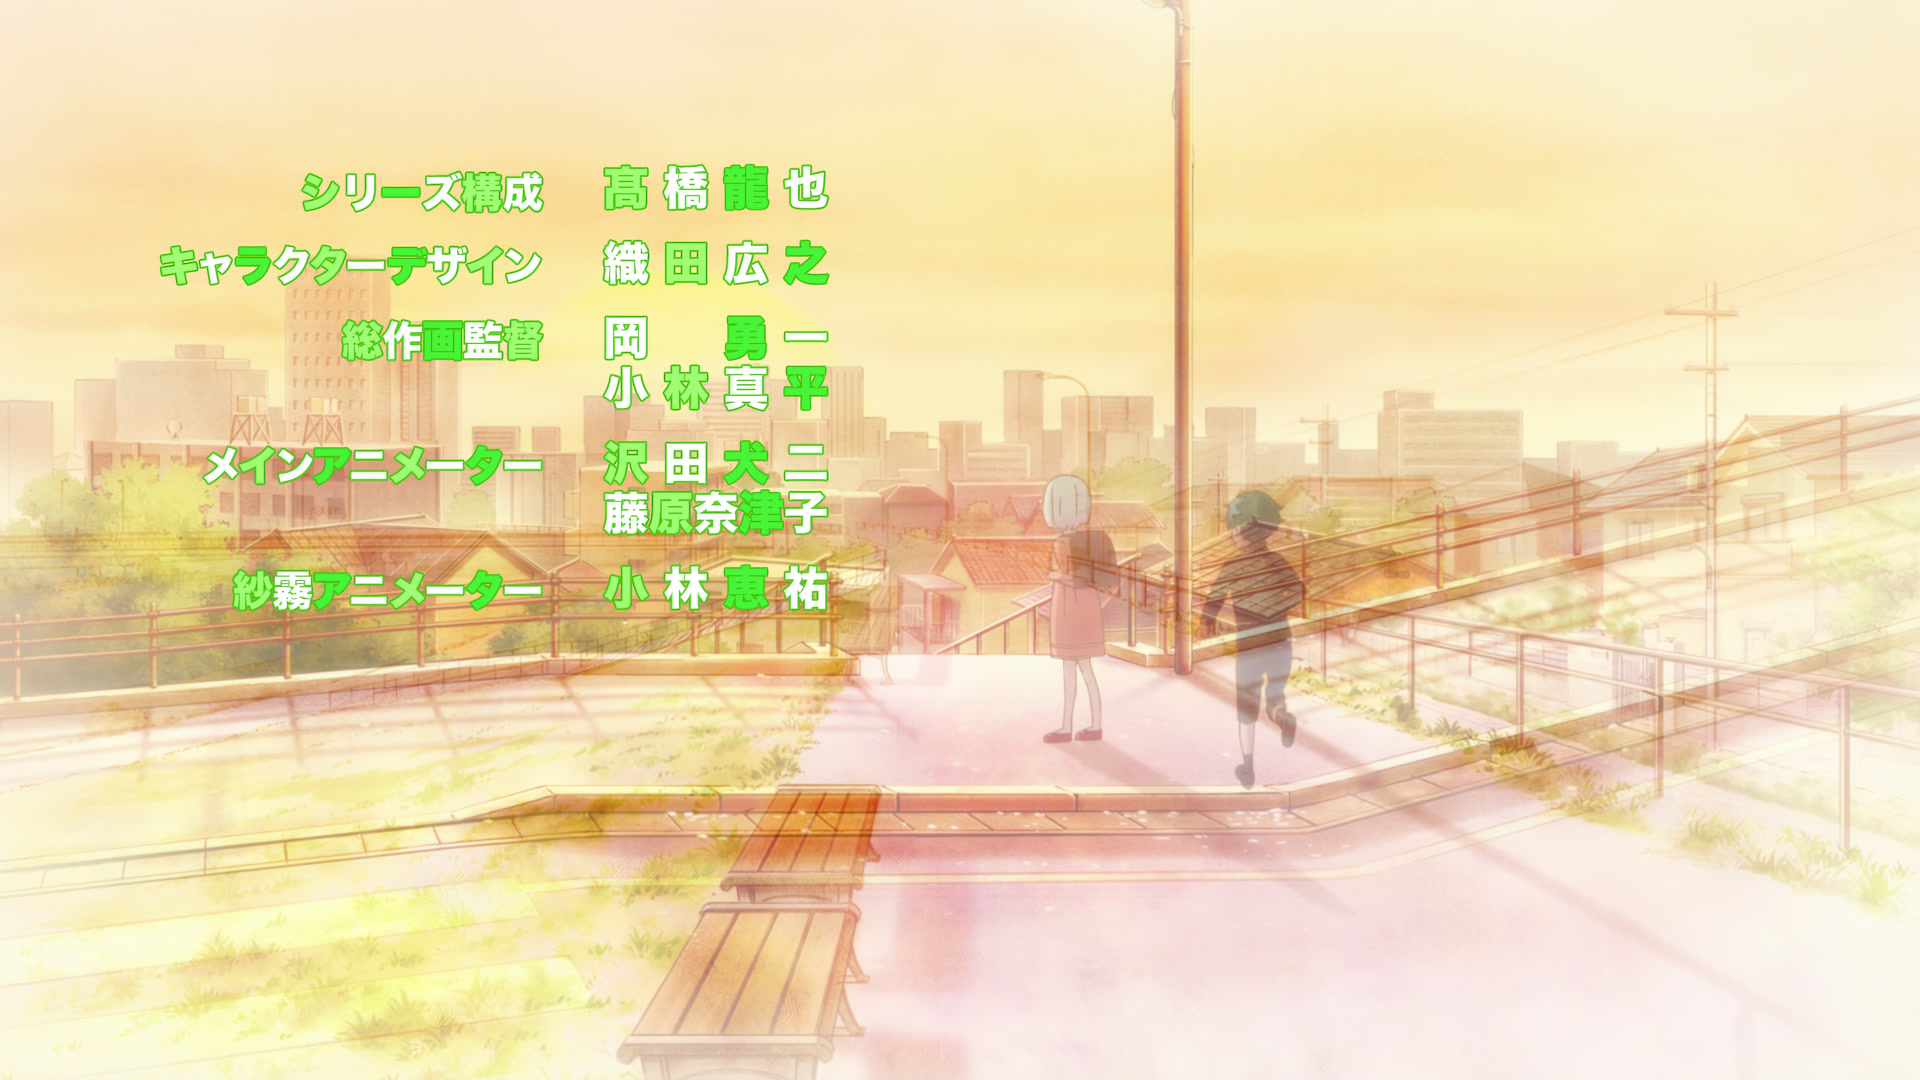 シリーズ構成 髙橋龍也
キャラクターデザイン 織田広之
総作画監督 岡 勇一
小林真平
メインアニメーター 沢田犬二
藤原奈津子
紗霧アニメーター 小林恵祐